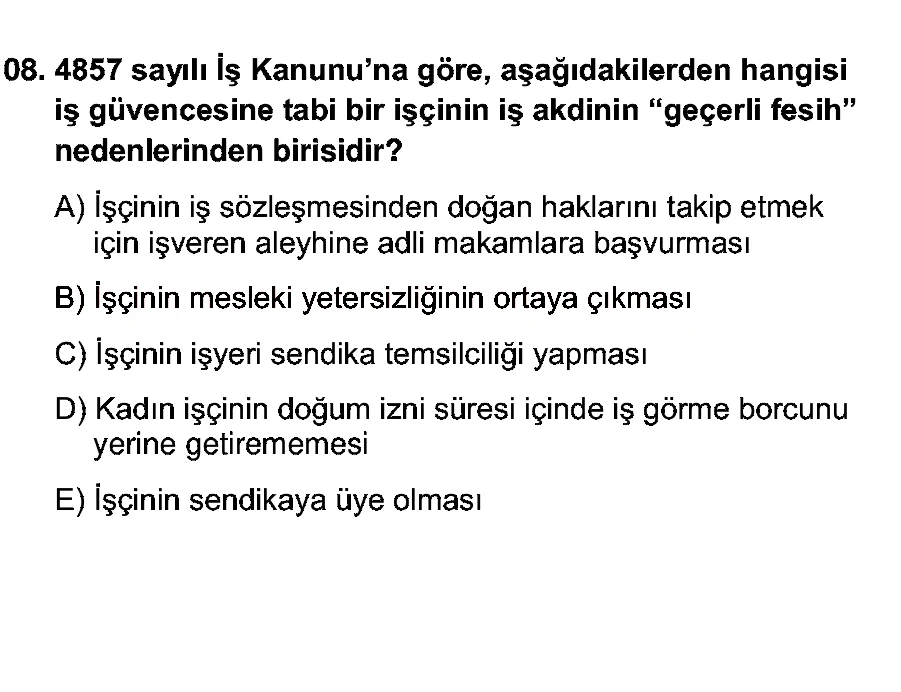 08. 4857 sayılı İş Kanunu’na göre, aşağıdakilerden hangisi
iş güvencesine tabi bir işçinin iş akdinin “geçerli fesih”
nedenlerinden birisidir?
A) İşçinin iş sözleşmesinden doğan haklarını takip etmek
için işveren aleyhine adli makamlara başvurması
B) İşçinin mesleki yetersizliğinin ortaya çıkması
C) İşçinin işyeri sendika temsilciliği yapması
D) Kadın işçinin doğum izni süresi içinde iş görme borcunu
yerine getirememesi
E) İşçinin sendikaya üye olması